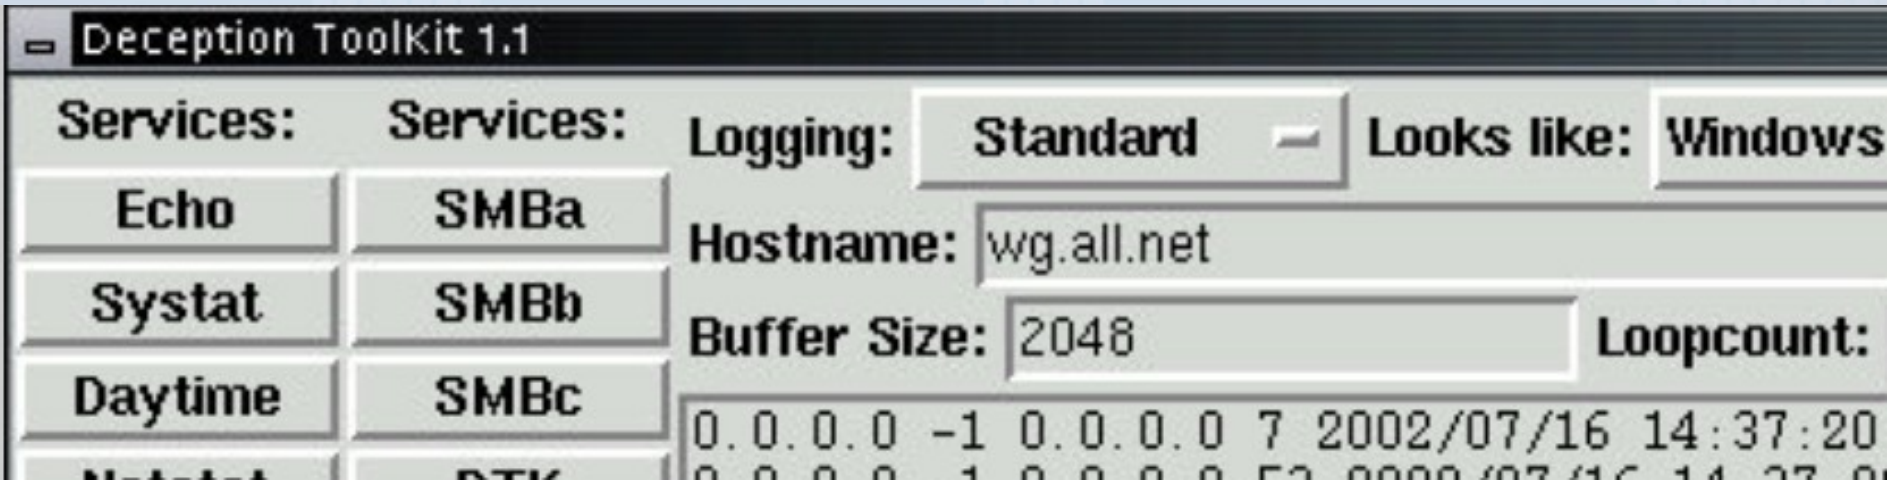 Deception ToolKit 1.1
Services: Services: Logging: Standard Looks like: Windows
Echo SMBa
Hostname: wg.all.net
Systat SMBb
Buffer Size: 2048 Loopcount:
Daytime SMBc
0.0.0.0 -1 0.0.0.0 7 2002/07/16 14:37:20
Netstat DTK